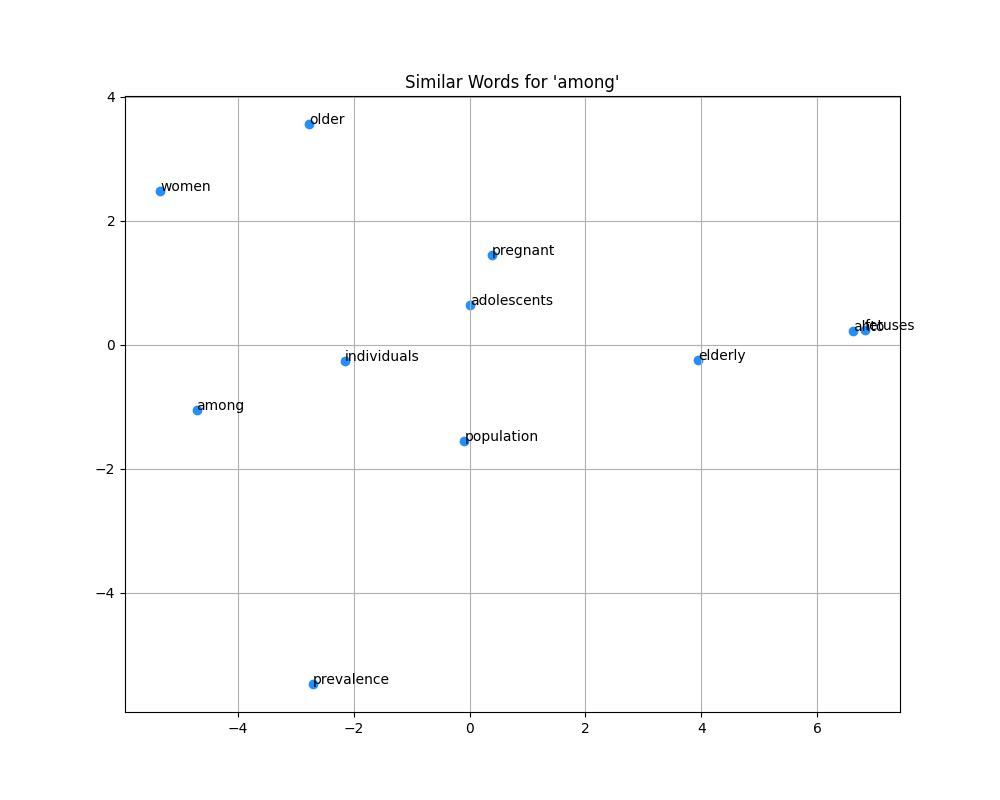 Similar Words for 'among'
4
older
women
2
pregnant
adolescents
fetuses
0
individuals
elderly
among
population
−2
−4
prevalence
−4 −2 0 2 4 6